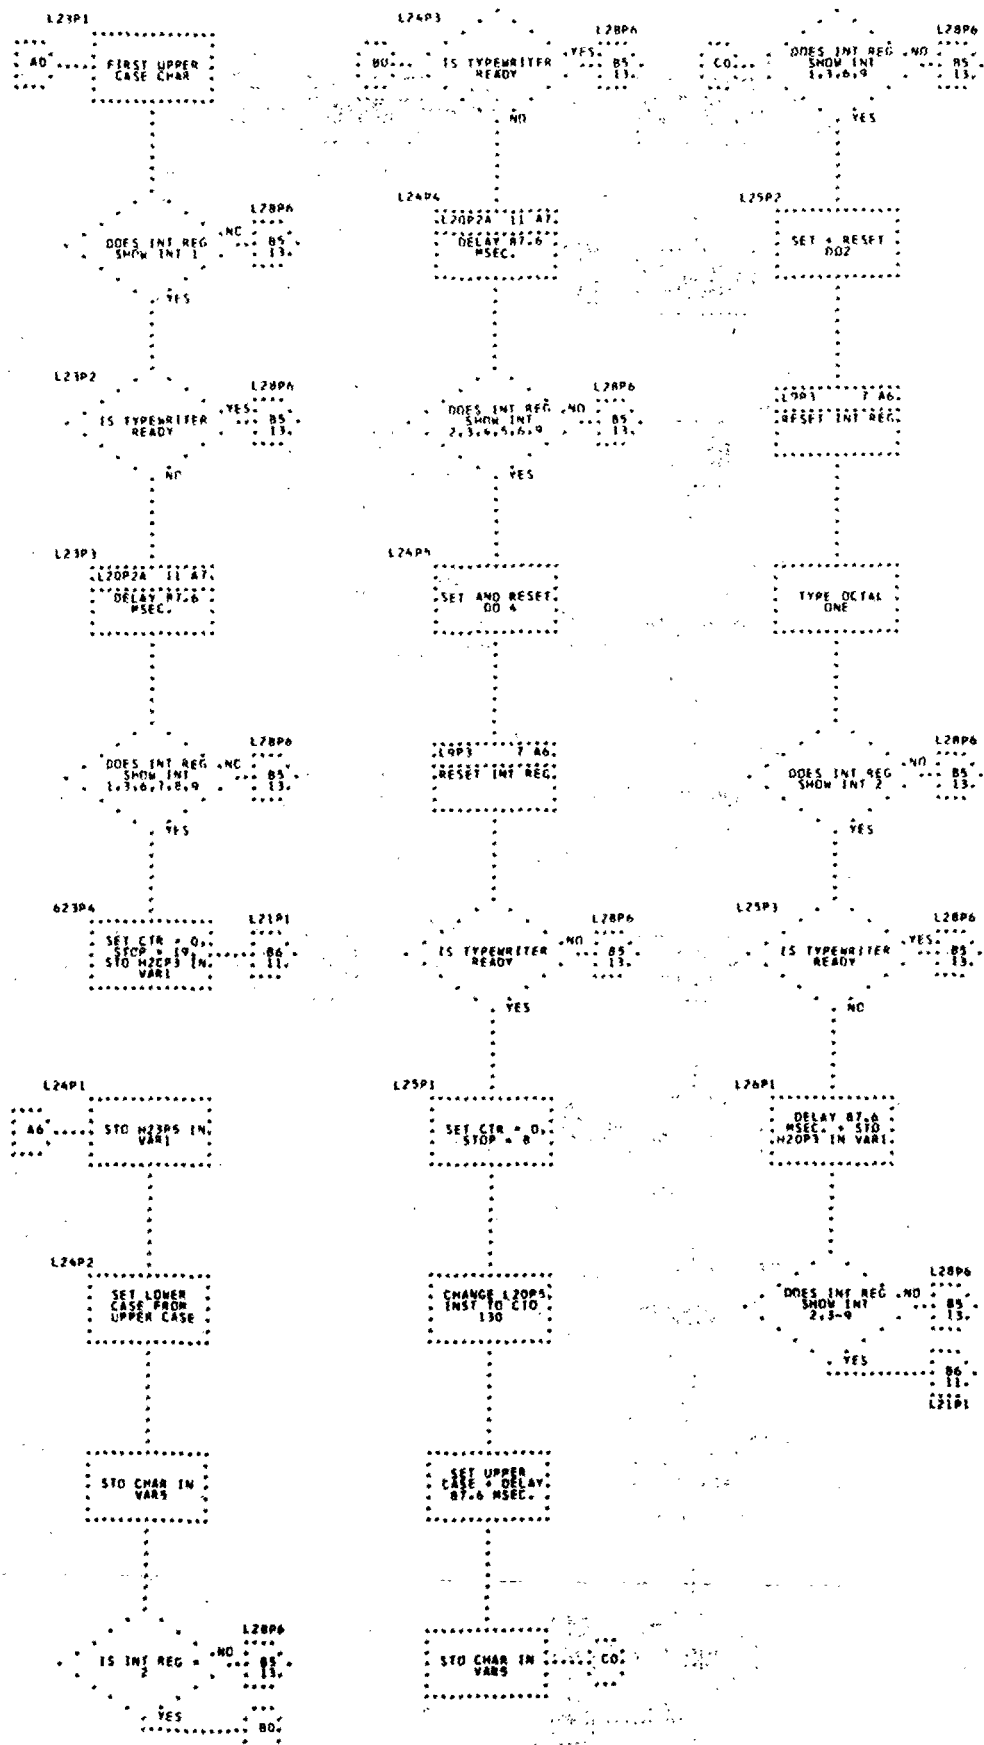 L23P1
A0
FIRST UPPER
CASE CHAR
DOES INT REG
SHOW INT 1
NO
L28P6
B5
13
YES
L23P2
IS TYPEWRITER
READY
YES
L28P6
B5
13
NO
L23P3
L20P2A 11 A7
DELAY 87.6
MSEC.
DOES INT REG
SHOW INT
1,3,6,7,8,9
NO
L28P6
B5
13
YES
623P4
SET CTR = 0,
STOP = 19,
STO H2CP3 IN
VAR1
L21P1
B6
11
L24P1
A6
STO H23P5 IN
VAR1
L24P2
SET LOWER
CASE FROM
UPPER CASE
STO CHAR IN
VAR5
IS INT REG =
2
NO
L28P6
B5
13
YES
B0
L24P3
B0
IS TYPEWRITER
READY
YES
L28P6
B5
13
NO
L24P4
L20P2A 11 A7
DELAY 87.6
MSEC.
DOES INT REG
SHOW INT
2,3,4,5,6,9
NO
L28P6
B5
13
YES
L24P5
SET AND RESET
DO 4
L9P3 7 A6
RESET INT REG
IS TYPEWRITER
READY
NO
L28P6
B5
13
YES
L25P1
SET CTR = 0,
STOP = 8
CHANGE L20P5
INST TO CTO
130
SET UPPER
CASE + DELAY
87.6 MSEC.
STO CHAR IN
VAR5
C0
C0
DOES INT REG
SHOW INT
1,3,6,9
NO
L28P6
B5
13
YES
L25P2
SET + RESET
DO2
L9P3 7 A6
RESET INT REG
TYPE OCTAL
ONE
DOES INT REG
SHOW INT 2
NO
L28P6
B5
13
YES
L25P3
IS TYPEWRITER
READY
YES
L28P6
B5
13
NO
L26P1
DELAY 87.6
MSEC. + STO
H20P3 IN VAR1
DOES INT REG
SHOW INT
2,3-9
NO
L28P6
B5
13
YES
B6
11
L21P1